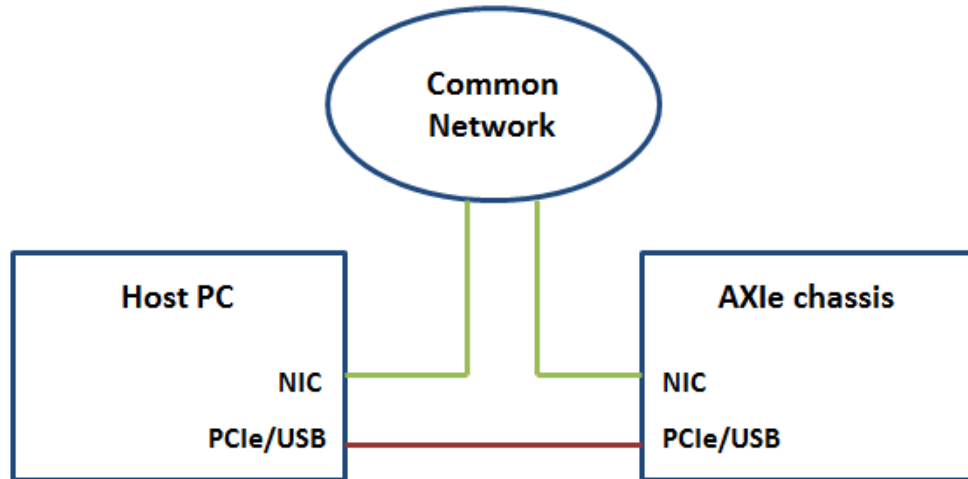 Common
Network
Host PC
AXIe chassis
NIC
NIC
PCIe/USB
PCIe/USB